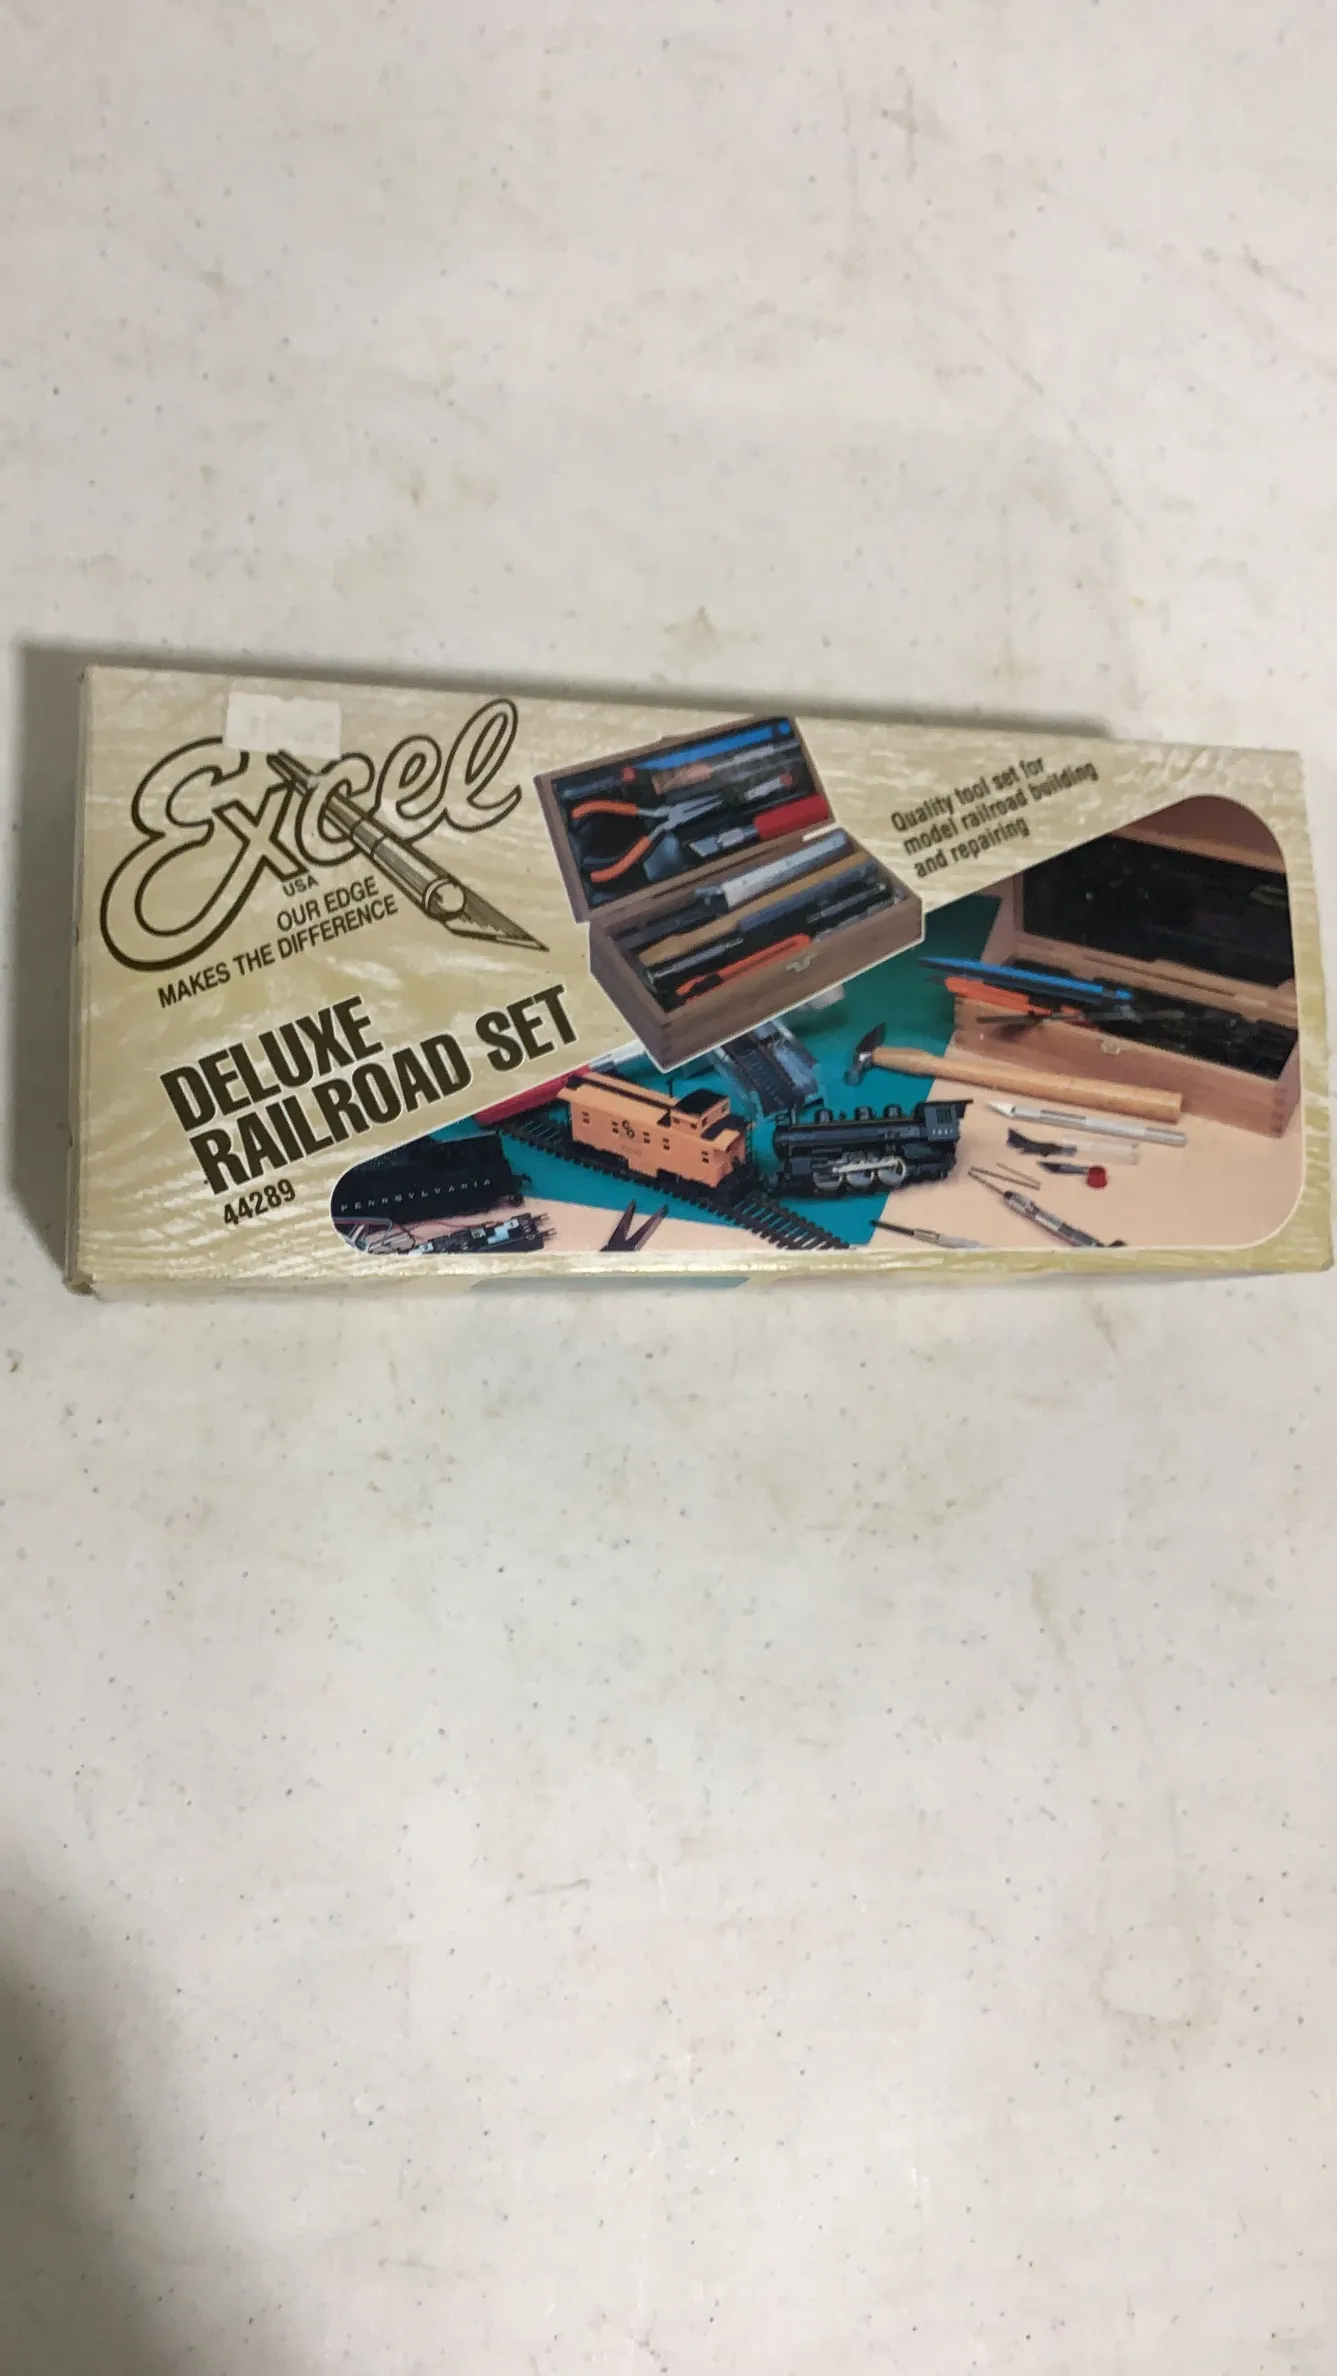 Excel
USA
OUR EDGE
MAKES THE DIFFERENCE
DELUXE
RAILROAD SET
44289
Quality tool set for
model railroad building
and repairing
PENNSYLVANIA